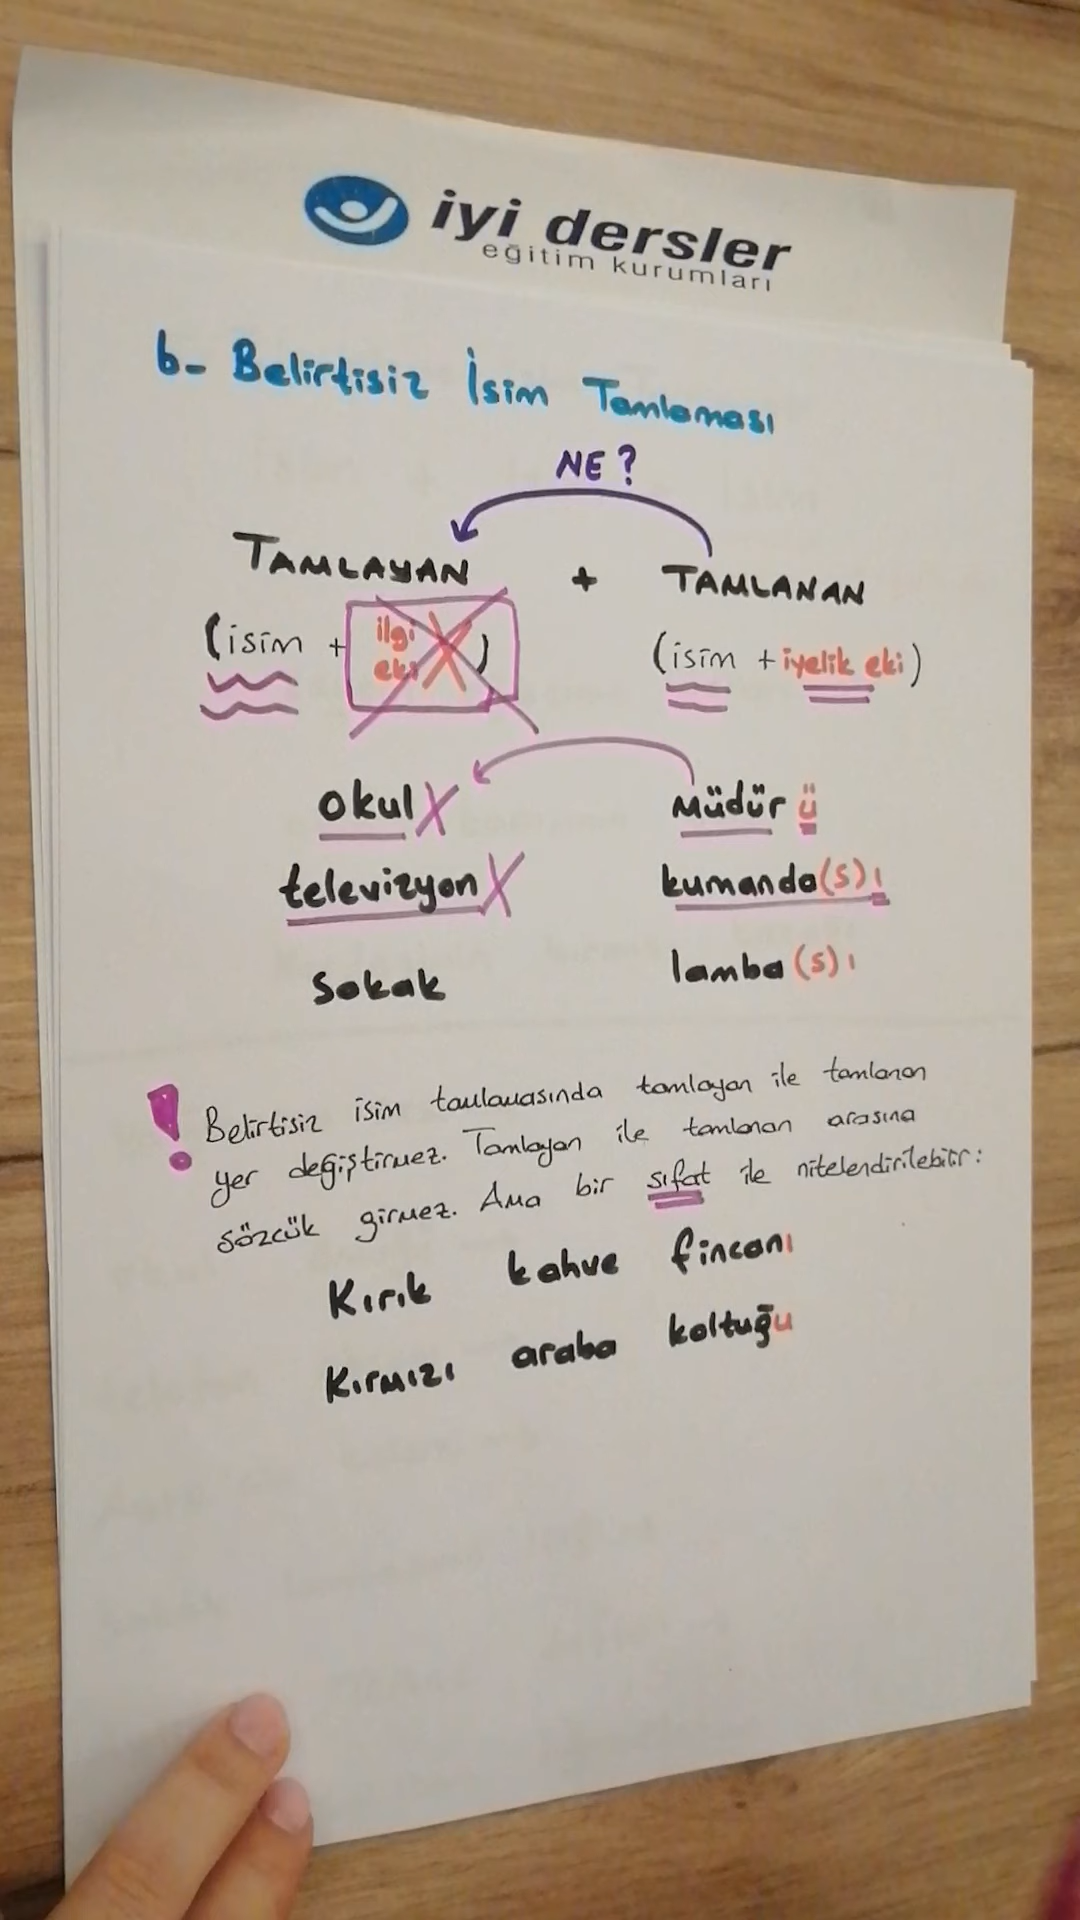 iyi dersler
eğitim kurumları
b- Belirtisiz İsim Tamlaması
NE?
TAMLAYAN + TAMLANAN
(isim + ilgi eki) (isim + iyelik eki)
okul X Müdür ü
televizyon X kumanda(s)ı
Sokak lamba(s)ı
! Belirtisiz isim tamlamasında tamlayan ile tamlanan
yer değiştirmez. Tamlayan ile tamlanan arasına
sözcük girmez. Ama bir sıfat ile nitelendirilebilir:
Kırık kahve fincanı
Kırmızı araba koltuğu